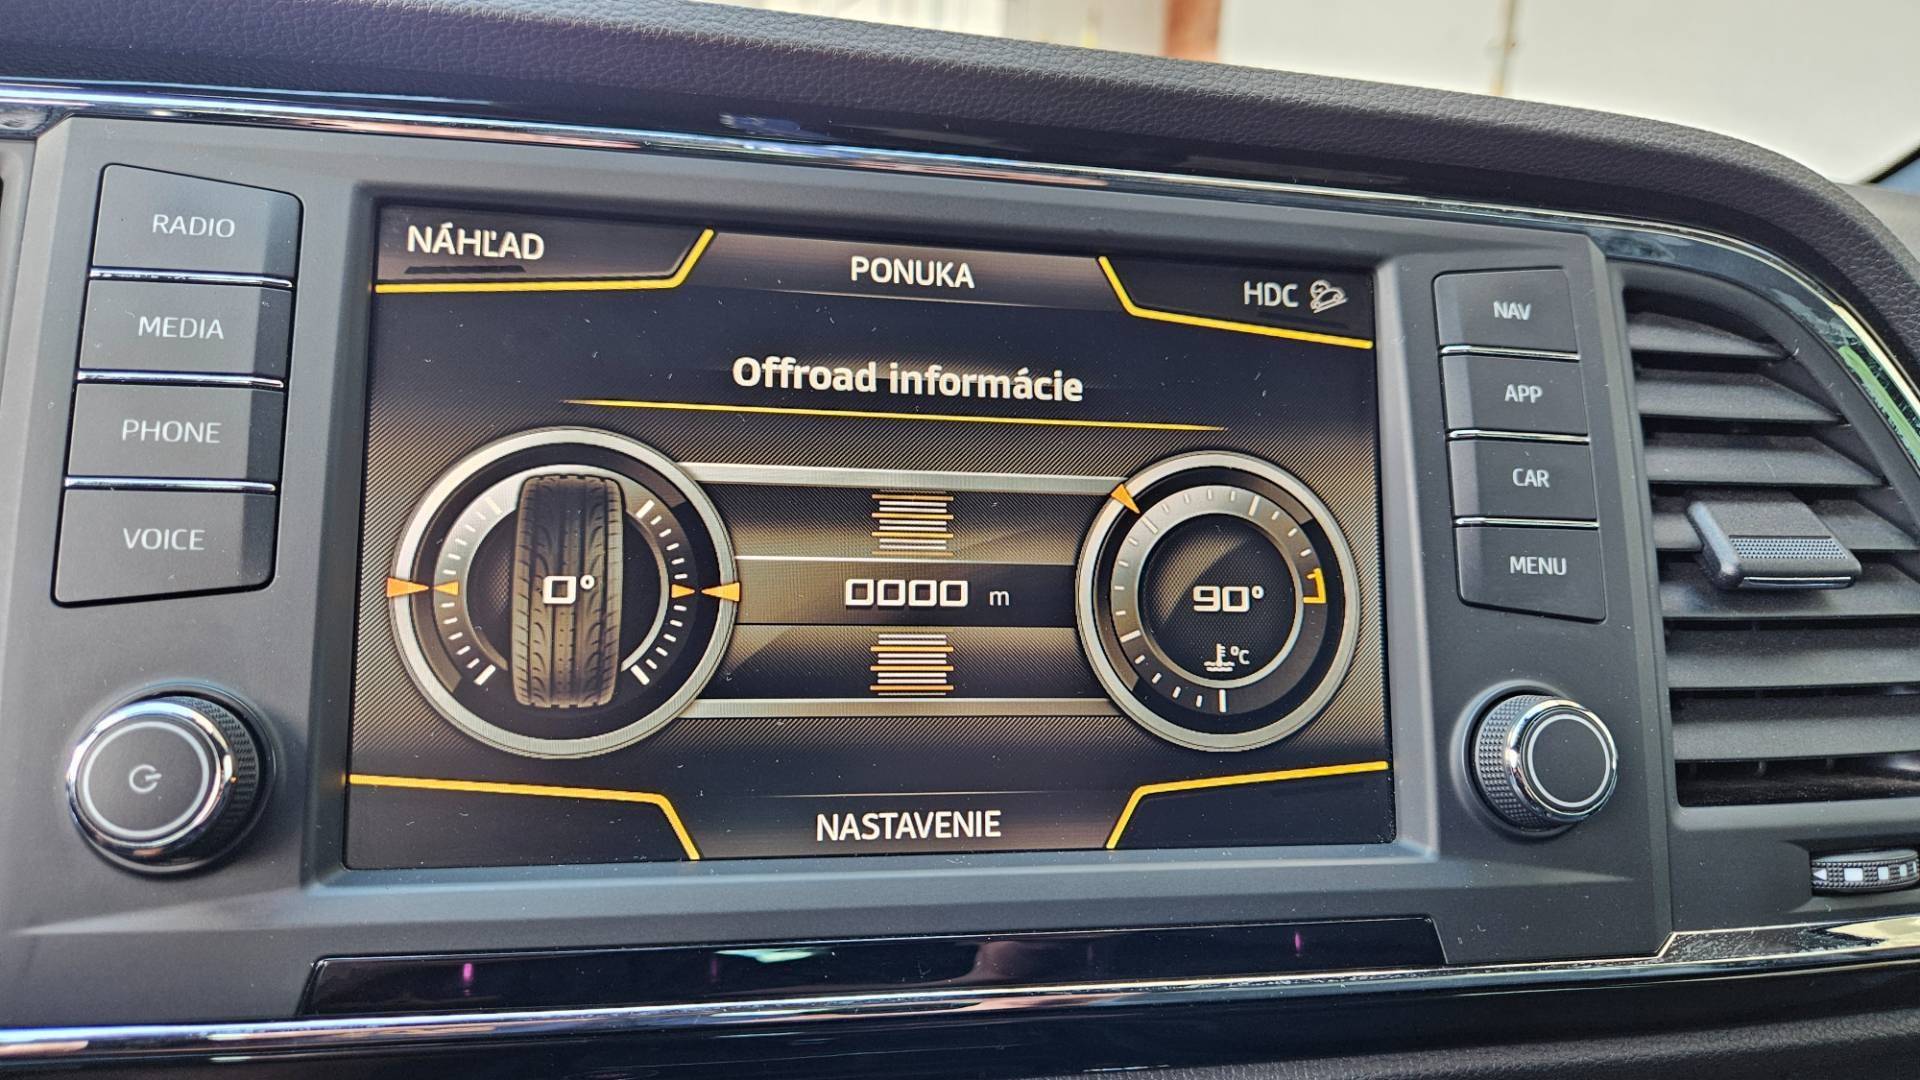 RADIO
MEDIA
PHONE
VOICE
NÁHĽAD
PONUKA
HDC
Offroad informácie
0°
0000 m
90°
°C
NASTAVENIE
NAV
APP
CAR
MENU